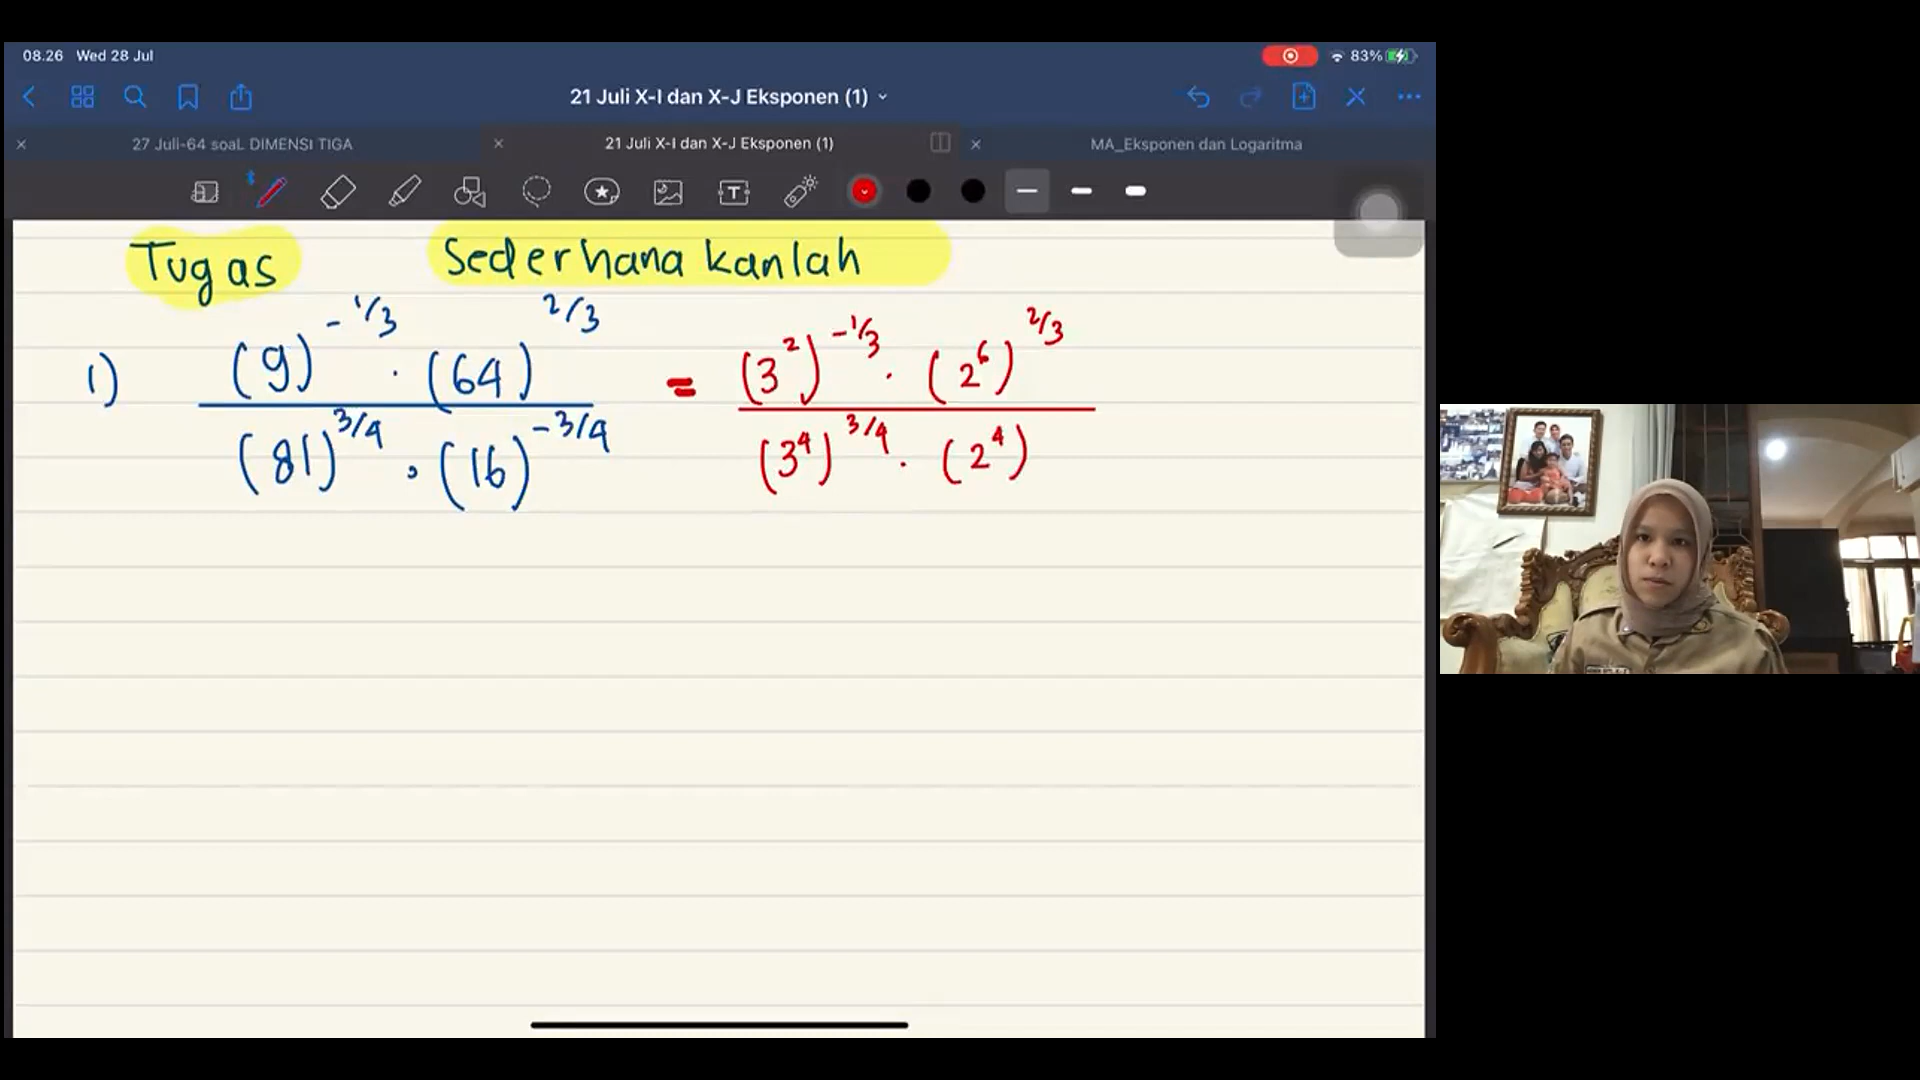 08.26 Wed 28 Jul 83%
21 Juli X-I dan X-J Eksponen (1)
27 Juli-64 soaL DIMENSI TIGA
21 Juli X-I dan X-J Eksponen (1)
MA_Eksponen dan Logaritma
Tugas Sederhanakanlah
1) (9)^-1/3 . (64)^2/3 = (3^2)^-1/3 . (2^6)^2/3
(81)^3/4 . (16)^-3/4 (3^4)^3/4 . (2^4)